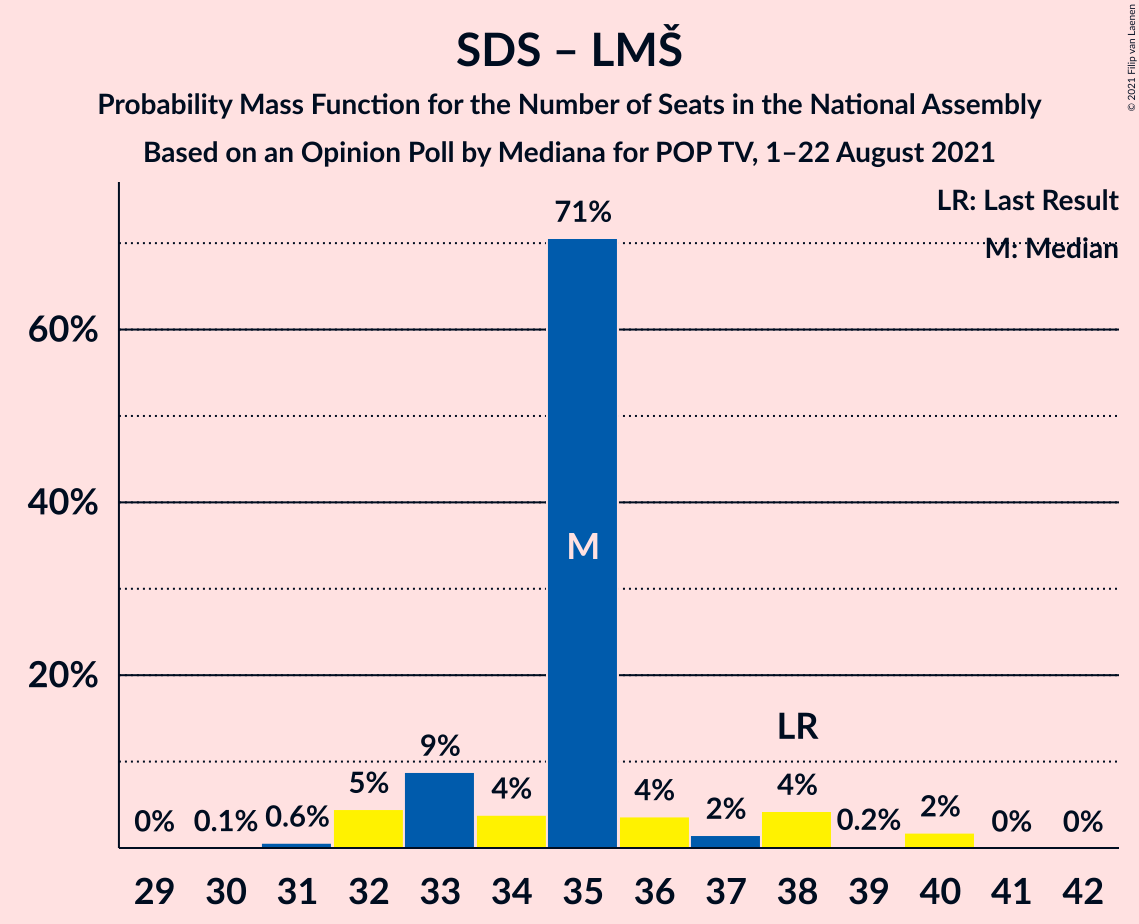 SDS – LMŠ
Probability Mass Function for the Number of Seats in the National Assembly
Based on an Opinion Poll by Mediana for POP TV, 1–22 August 2021
© 2021 Filip van Laenen
LR: Last Result
M: Median
60%
40%
20%
0%
0.1%
0.6%
5%
9%
4%
71%
M
4%
2%
LR
4%
0.2%
2%
0%
0%
29 30 31 32 33 34 35 36 37 38 39 40 41 42